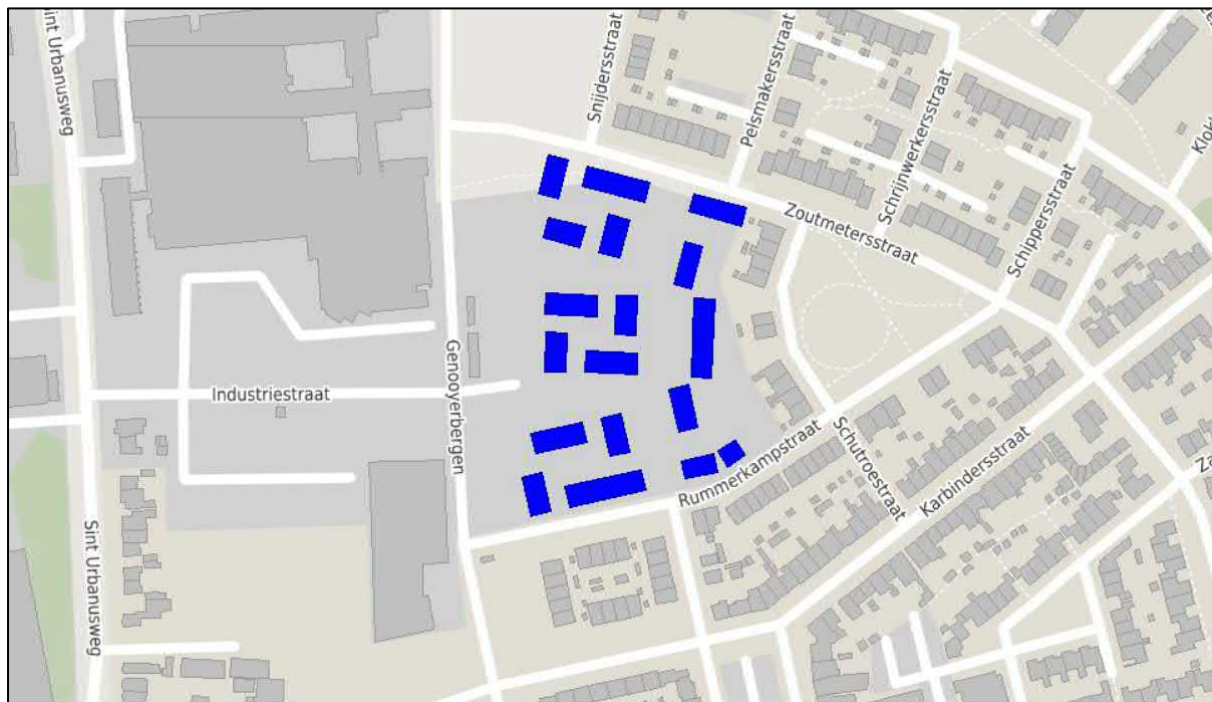 Sint Urbanusweg
Snijdersstraat
Pelsmakersstraat
Schrijnwerkersstraat
Schippersstraat
Zoutmetersstraat
Genooyerbergen
Industriestraat
Schutroestraat
Rummerkampstraat
Karbindersstraat
Sint Urbanusweg